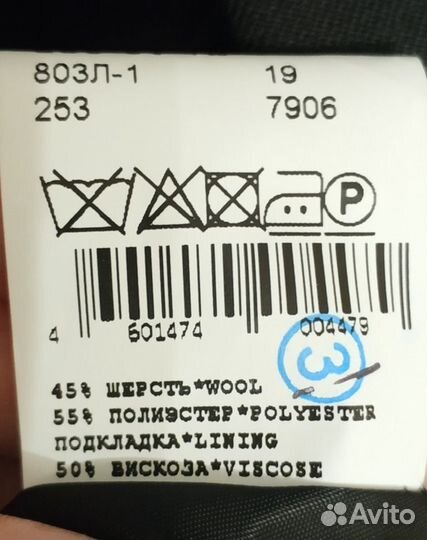 803Л-1 19
253 7906
P
4 601474 004479
3
45% ШЕРСТЬ*WOOL
55% ПОЛИЭСТЕР*POLYESTER
ПОДКЛАДКА*LINING
50% ВИСКОЗА*VISCOSE
Avito